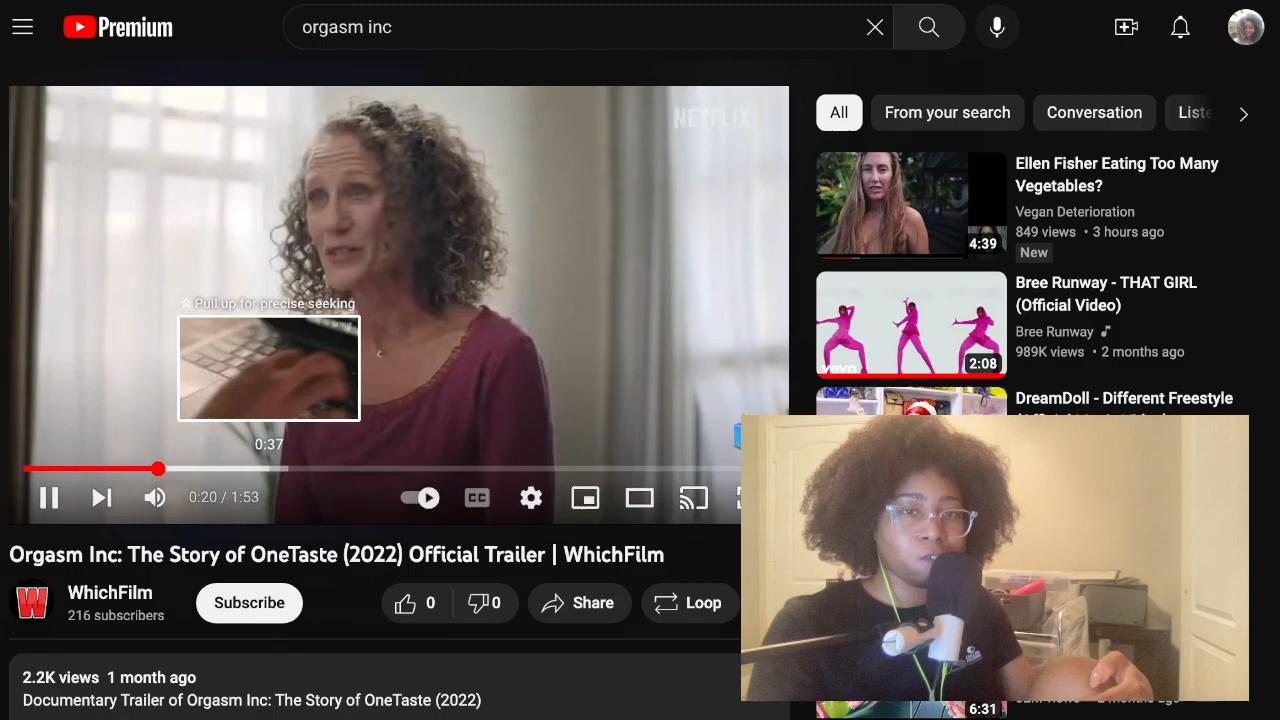 Premium
orgasm inc
NETFLIX
Pull up for precise seeking
0:37
0:20 / 1:53
CC
Orgasm Inc: The Story of OneTaste (2022) Official Trailer | WhichFilm
W
WhichFilm
216 subscribers
Subscribe
0
0
Share
Loop
2.2K views 1 month ago
Documentary Trailer of Orgasm Inc: The Story of OneTaste (2022)
All
From your search
Conversation
Ellen Fisher Eating Too Many
Vegetables?
Vegan Deterioration
849 views • 3 hours ago
New
4:39
Bree Runway - THAT GIRL
(Official Video)
Bree Runway
989K views • 2 months ago
vevo
2:08
DreamDoll - Different Freestyle
6:31